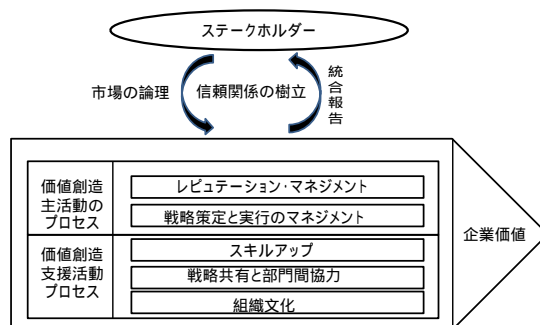 ステークホルダー
市場の論理
信頼関係の樹立
統合報告
価値創造
主活動の
プロセス
レピュテーション・マネジメント
戦略策定と実行のマネジメント
価値創造
支援活動
プロセス
スキルアップ
戦略共有と部門間協力
組織文化
企業価値